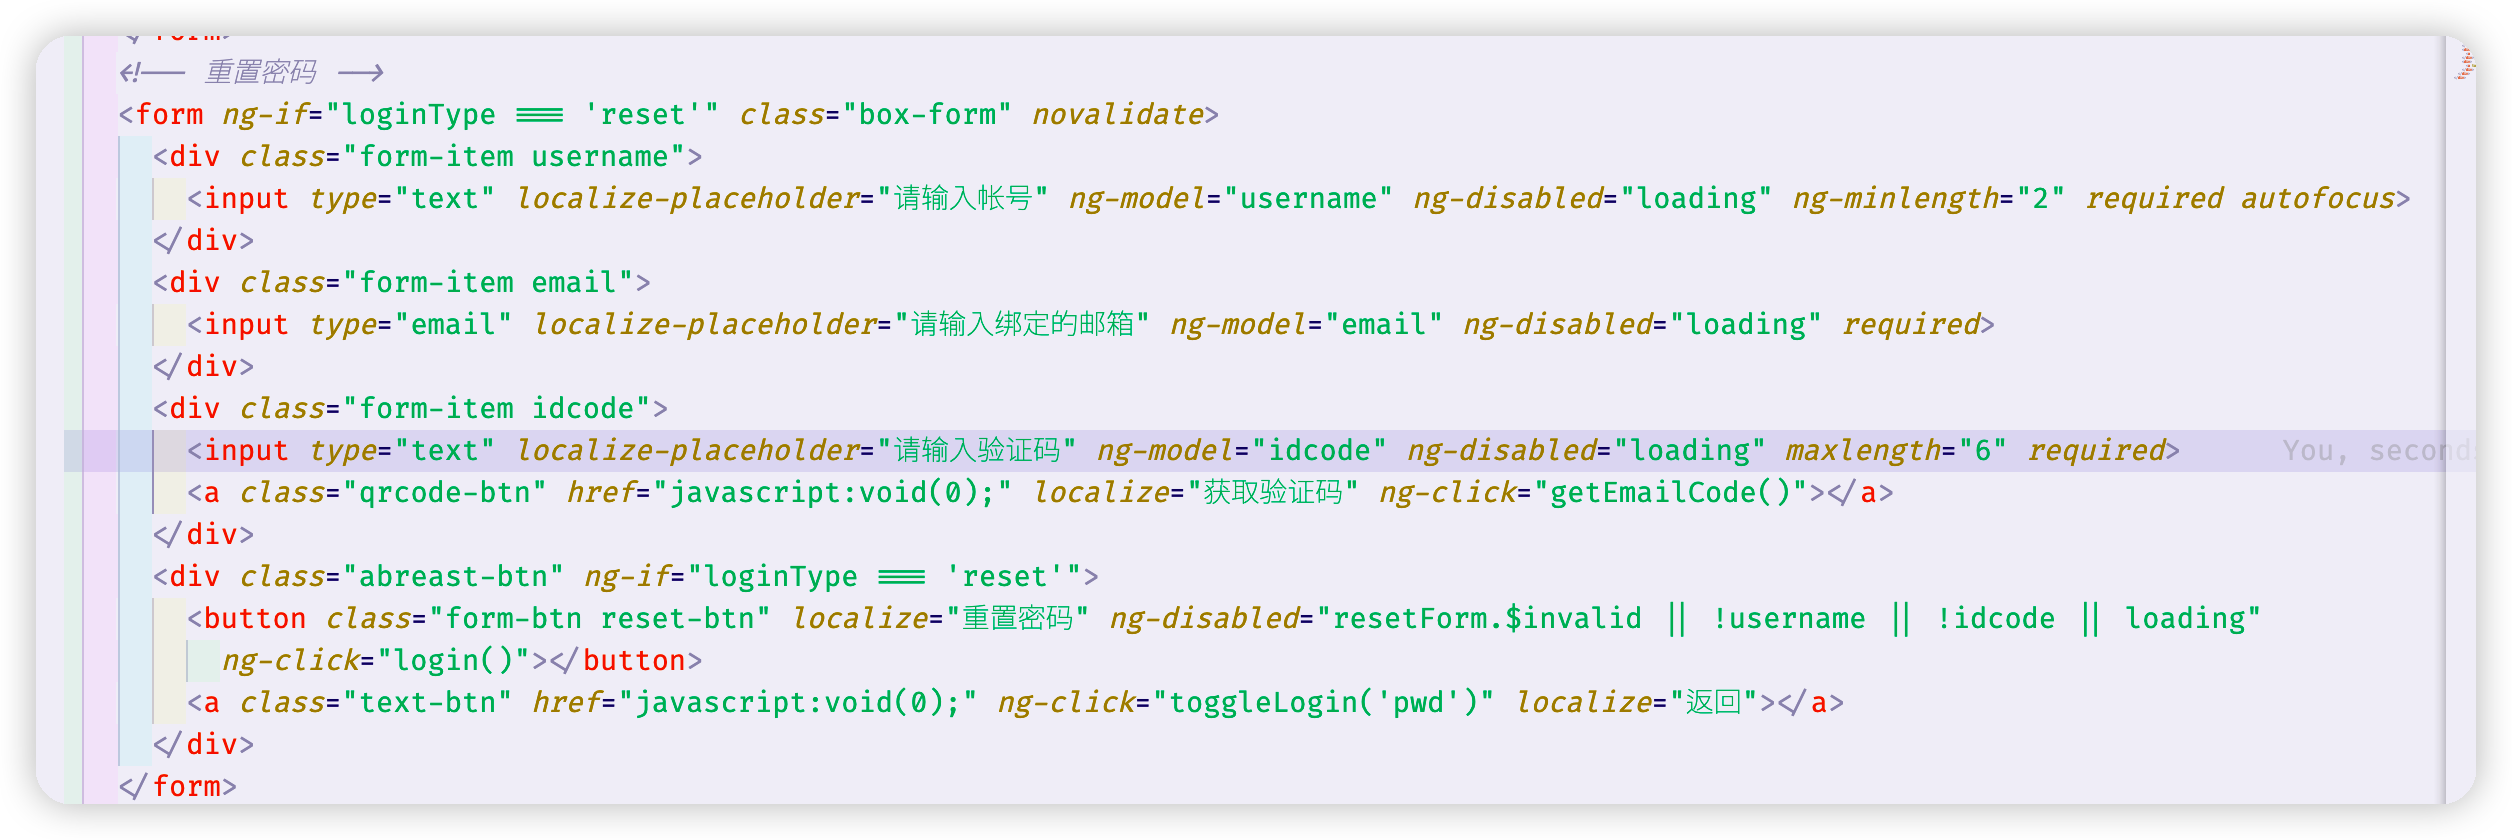 </form>
<!-- 重置密码 -->
<form ng-if="loginType === 'reset'" class="box-form" novalidate>
<div class="form-item username">
<input type="text" localize-placeholder="请输入帐号" ng-model="username" ng-disabled="loading" ng-minlength="2" required autofocus>
</div>
<div class="form-item email">
<input type="email" localize-placeholder="请输入绑定的邮箱" ng-model="email" ng-disabled="loading" required>
</div>
<div class="form-item idcode">
<input type="text" localize-placeholder="请输入验证码" ng-model="idcode" ng-disabled="loading" maxlength="6" required> You, second
<a class="qrcode-btn" href="javascript:void(0);" localize="获取验证码" ng-click="getEmailCode()"></a>
</div>
<div class="abreast-btn" ng-if="loginType === 'reset'">
<button class="form-btn reset-btn" localize="重置密码" ng-disabled="resetForm.$invalid || !username || !idcode || loading"
ng-click="login()"></button>
<a class="text-btn" href="javascript:void(0);" ng-click="toggleLogin('pwd')" localize="返回"></a>
</div>
</form>